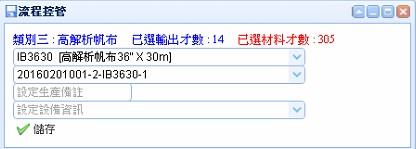 流程控管
類別三 : 高解析帆布 已選輸出才數 : 14 已選材料才數 : 305
IB3630 [高解析帆布36" X 30m]
20160201001-2-IB3630-1
設定生產備註
設定設備資訊
儲存